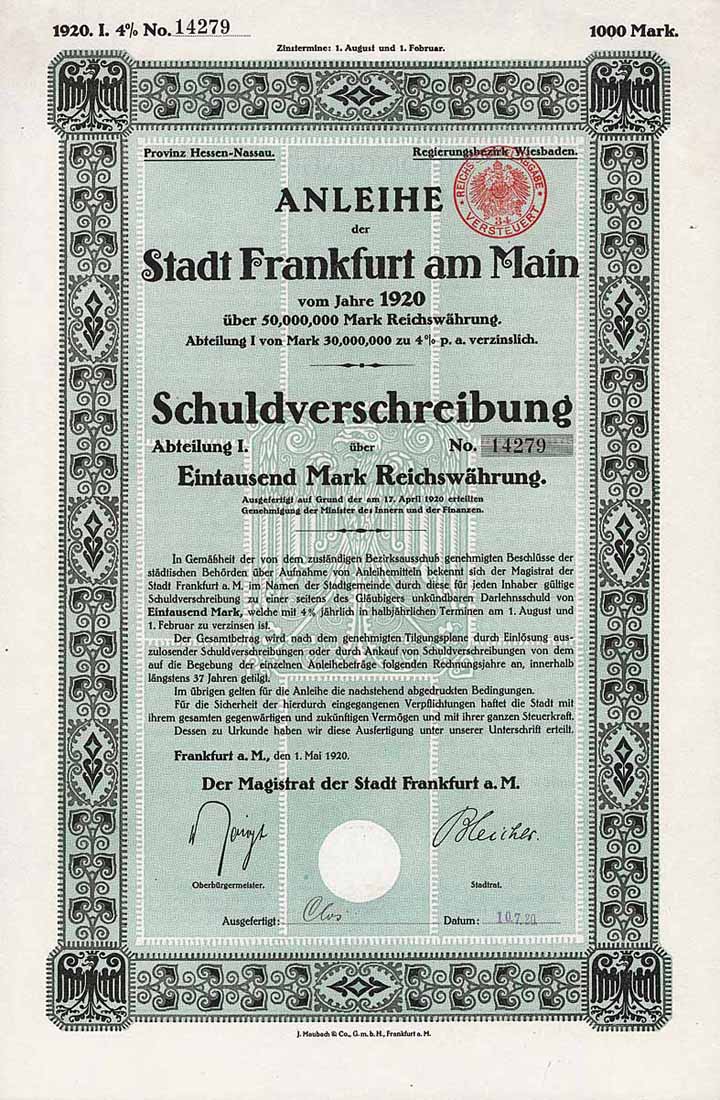 1920. I. 4% No. 14279
1000 Mark.
Zinstermine: 1. August und 1. Februar.
Provinz Hessen-Nassau.
Regierungsbezirk Wiesbaden.
VERSTEUERT
ANLEIHE
der
Stadt Frankfurt am Main
vom Jahre 1920
über 50,000,000 Mark Reichswährung.
Abteilung I von Mark 30,000,000 zu 4% p. a. verzinslich.
Schuldverschreibung
Abteilung I. über No. 14279
Eintausend Mark Reichswährung.
Ausgefertigt auf Grund der am 17. April 1920 erteilten
Genehmigung der Minister des Innern und der Finanzen.
In Gemäßheit der von dem zuständigen Bezirksausschuß genehmigten Beschlüsse der
städtischen Behörden über Aufnahme von Anleihemitteln bekennt sich der Magistrat der
Stadt Frankfurt a. M. im Namen der Stadtgemeinde durch diese für jeden Inhaber gültige
Schuldverschreibung zu einer seitens des Gläubigers unkündbaren Darlehnsschuld von
Eintausend Mark, welche mit 4% jährlich in halbjährlichen Terminen am 1. August und
1. Februar zu verzinsen ist.
Der Gesamtbetrag wird nach dem genehmigten Tilgungsplane durch Einlösung aus-
zulosender Schuldverschreibungen oder durch Ankauf von Schuldverschreibungen von dem
auf die Begebung der einzelnen Anleihebeträge folgenden Rechnungsjahre an, innerhalb
längstens 37 Jahren getilgt.
Im übrigen gelten für die Anleihe die nachstehend abgedruckten Bedingungen.
Für die Sicherheit der hierdurch eingegangenen Verpflichtungen haftet die Stadt mit
ihrem gesamten gegenwärtigen und zukünftigen Vermögen und mit ihrer ganzen Steuerkraft.
Dessen zu Urkunde haben wir diese Ausfertigung unter unserer Unterschrift erteilt.
Frankfurt a. M., den 1. Mai 1920.
Der Magistrat der Stadt Frankfurt a. M.
Bleicher.
Oberbürgermeister.
Stadtrat.
Ausgefertigt:
Datum: 10.7.20
J. Maubach & Co., G. m. b. H., Frankfurt a. M.